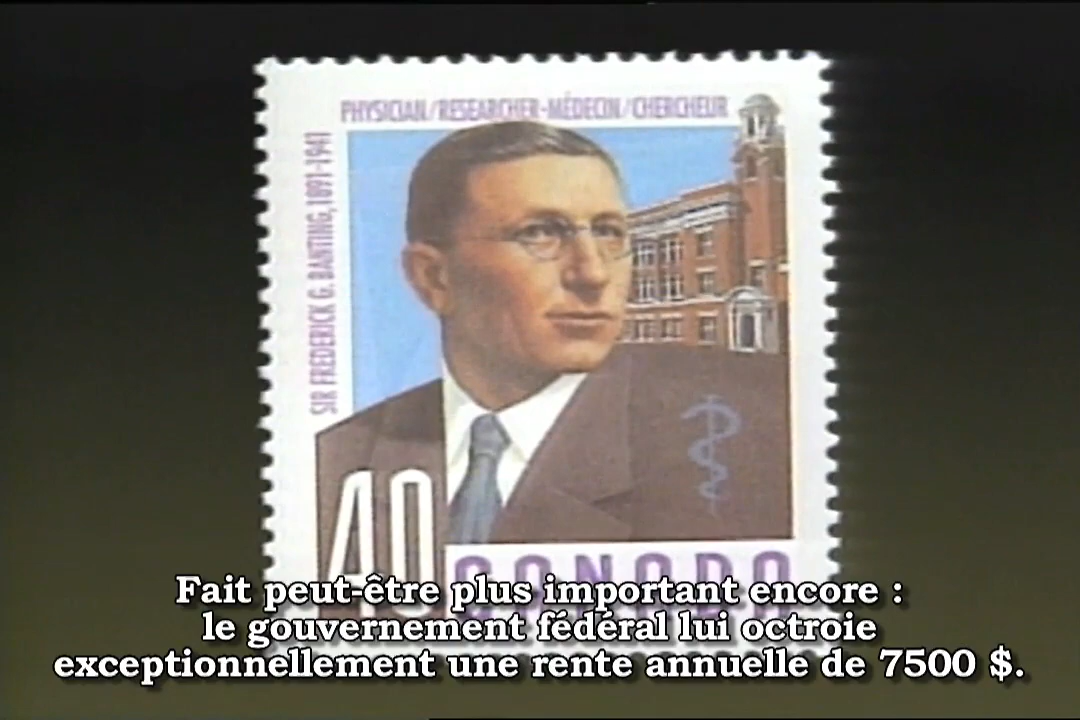 PHYSICIAN/RESEARCHER-MÉDECIN/CHERCHEUR
SIR FREDERICK G. BANTING, 1891-1941
40
CANADA
Fait peut-être plus important encore :
le gouvernement fédéral lui octroie
exceptionnellement une rente annuelle de 7500 $.